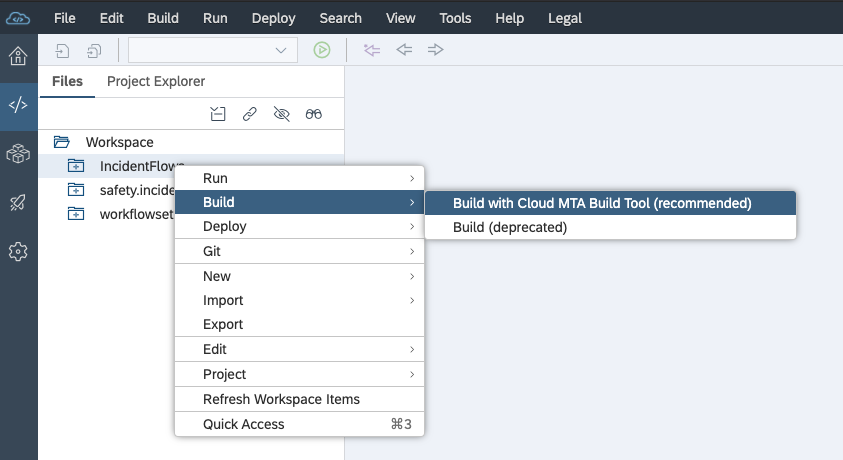 File Edit Build Run Deploy Search View Tools Help Legal
Files Project Explorer
Workspace
IncidentFlows
safety.incide
workflowset
Run
Build
Deploy
Git
New
Import
Export
Edit
Project
Refresh Workspace Items
Quick Access ⌘3
Build with Cloud MTA Build Tool (recommended)
Build (deprecated)